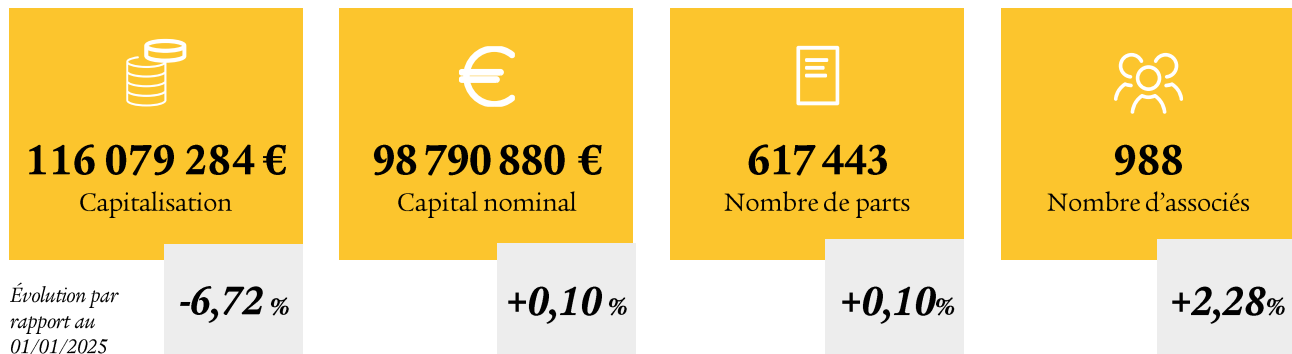 116 079 284 €
Capitalisation
98 790 880 €
Capital nominal
617 443
Nombre de parts
988
Nombre d’associés
Évolution par
rapport au
01/01/2025
-6,72 %
+0,10 %
+0,10%
+2,28%